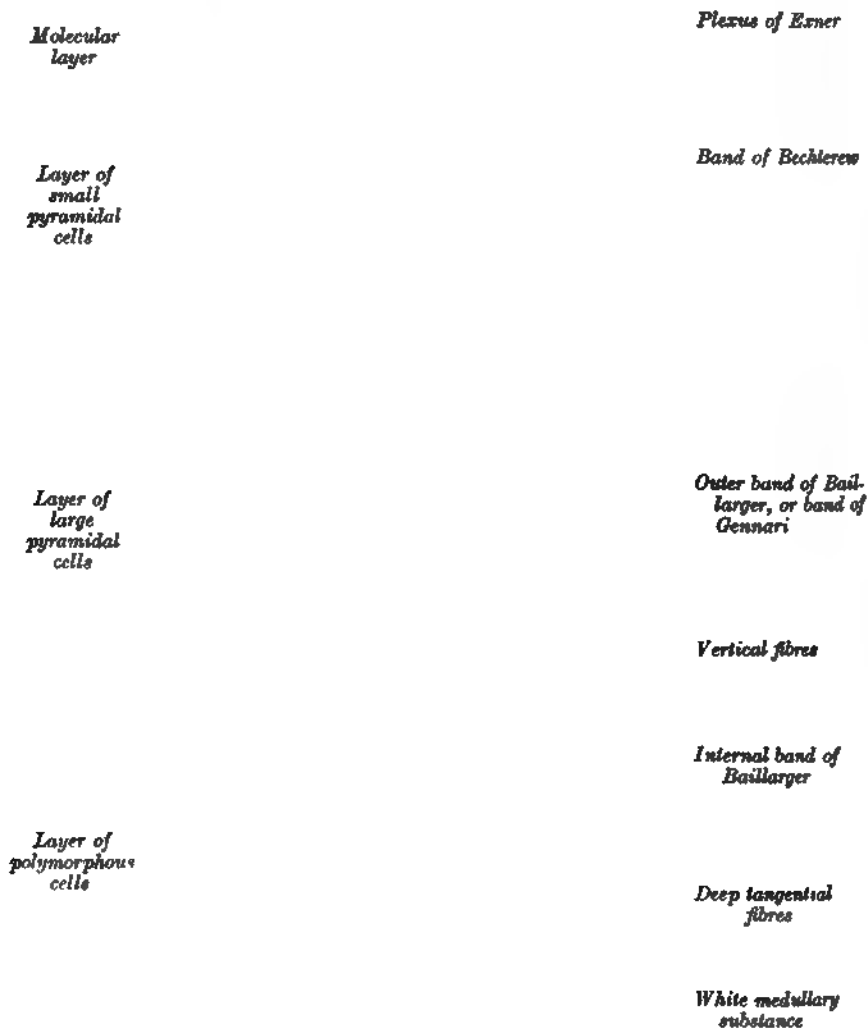 Molecular
layer
Layer of
small
pyramidal
cells
Layer of
large
pyramidal
cells
Layer of
polymorphous
cells
Plexus of Exner
Band of Bechterew
Outer band of Bail-
larger, or band of
Gennari
Vertical fibres
Internal band of
Baillarger
Deep tangential
fibres
White medullary
substance